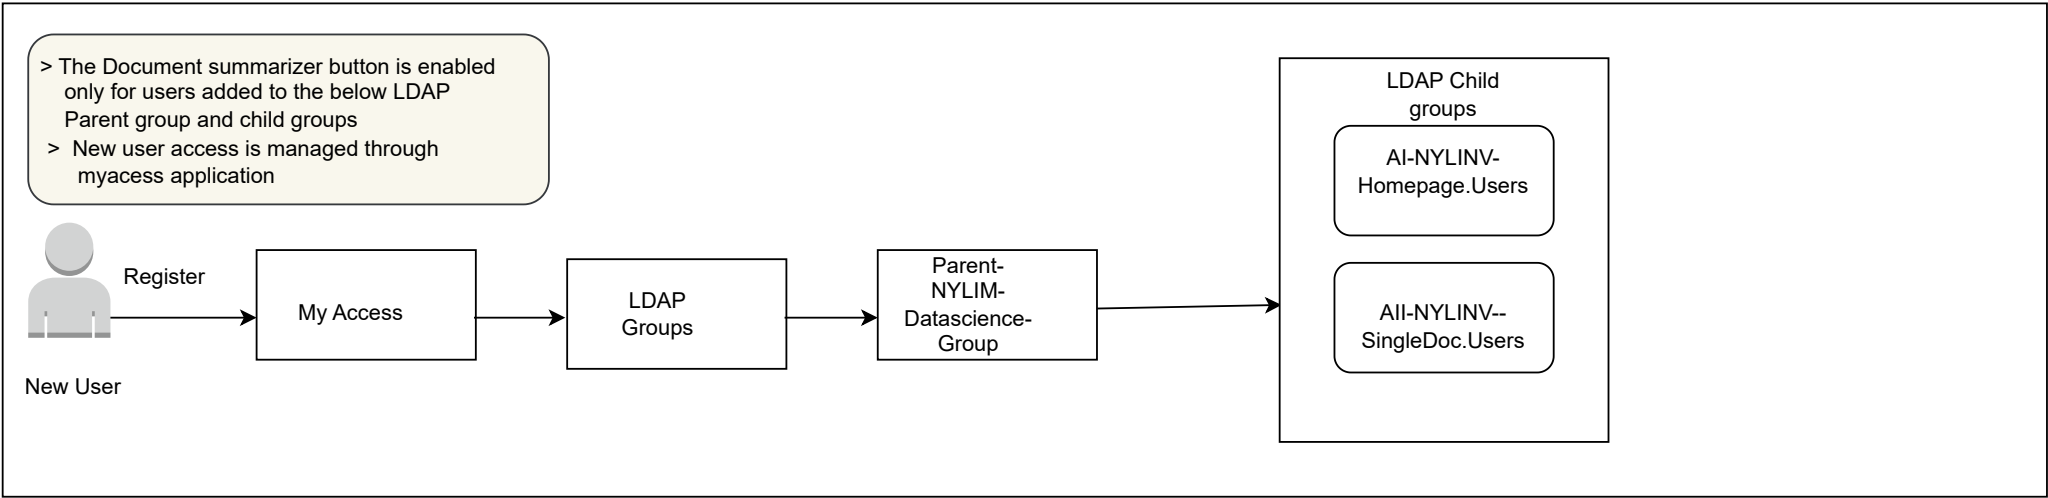 > The Document summarizer button is enabled
only for users added to the below LDAP
Parent group and child groups
> New user access is managed through
myacess application
Register
New User
My Access
LDAP
Groups
Parent-
NYLIM-
Datascience-
Group
LDAP Child
groups
AI-NYLINV-
Homepage.Users
AII-NYLINV--
SingleDoc.Users